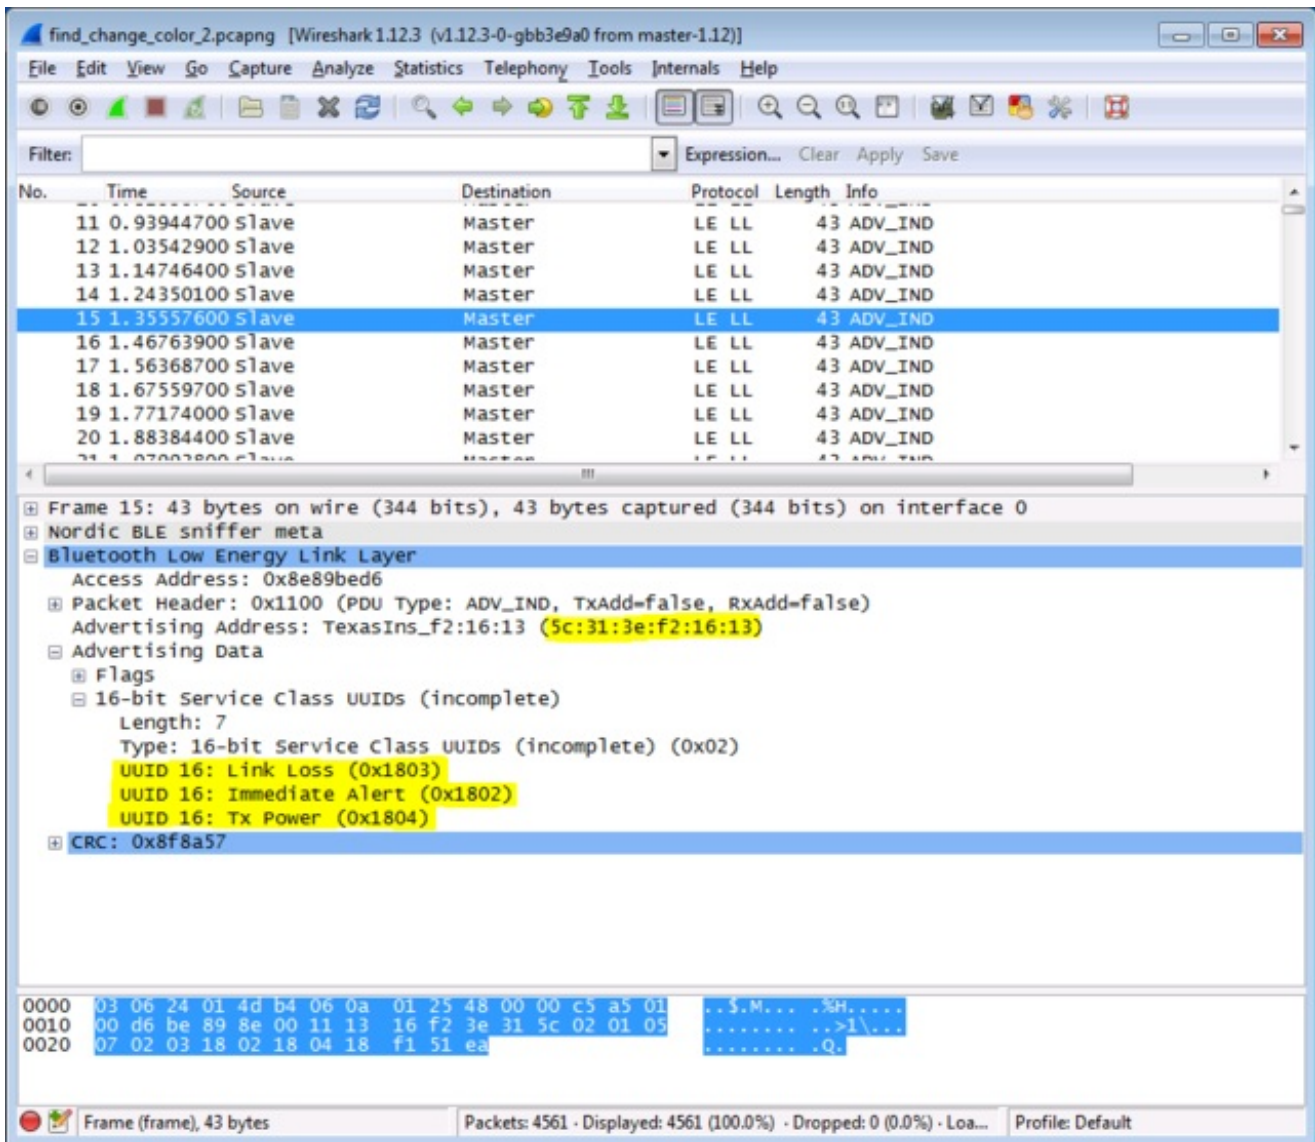 find_change_color_2.pcapng [Wireshark 1.12.3 (v1.12.3-0-gbb3e9a0 from master-1.12)]
File Edit View Go Capture Analyze Statistics Telephony Tools Internals Help
Filter: Expression... Clear Apply Save
No. Time Source Destination Protocol Length Info
11 0.93944700 Slave Master LE LL 43 ADV_IND
12 1.03542900 Slave Master LE LL 43 ADV_IND
13 1.14746400 Slave Master LE LL 43 ADV_IND
14 1.24350100 Slave Master LE LL 43 ADV_IND
15 1.35557600 Slave Master LE LL 43 ADV_IND
16 1.46763900 Slave Master LE LL 43 ADV_IND
17 1.56368700 Slave Master LE LL 43 ADV_IND
18 1.67559700 Slave Master LE LL 43 ADV_IND
19 1.77174000 Slave Master LE LL 43 ADV_IND
20 1.88384400 Slave Master LE LL 43 ADV_IND
Frame 15: 43 bytes on wire (344 bits), 43 bytes captured (344 bits) on interface 0
Nordic BLE sniffer meta
Bluetooth Low Energy Link Layer
Access Address: 0x8e89bed6
Packet Header: 0x1100 (PDU Type: ADV_IND, TxAdd=false, RxAdd=false)
Advertising Address: TexasIns_f2:16:13 (5c:31:3e:f2:16:13)
Advertising Data
Flags
16-bit Service Class UUIDs (incomplete)
Length: 7
Type: 16-bit Service Class UUIDs (incomplete) (0x02)
UUID 16: Link Loss (0x1803)
UUID 16: Immediate Alert (0x1802)
UUID 16: Tx Power (0x1804)
CRC: 0x8f8a57
0000 03 06 24 01 4d b4 06 0a 01 25 48 00 00 c5 a5 01 ..$.M... .%H.....
0010 00 d6 be 89 8e 00 11 13 16 f2 3e 31 5c 02 01 05 ........ ..>1\...
0020 07 02 03 18 02 18 04 18 f1 51 ea ........ .Q.
Frame (frame), 43 bytes Packets: 4561 · Displayed: 4561 (100.0%) · Dropped: 0 (0.0%) · Loa... Profile: Default